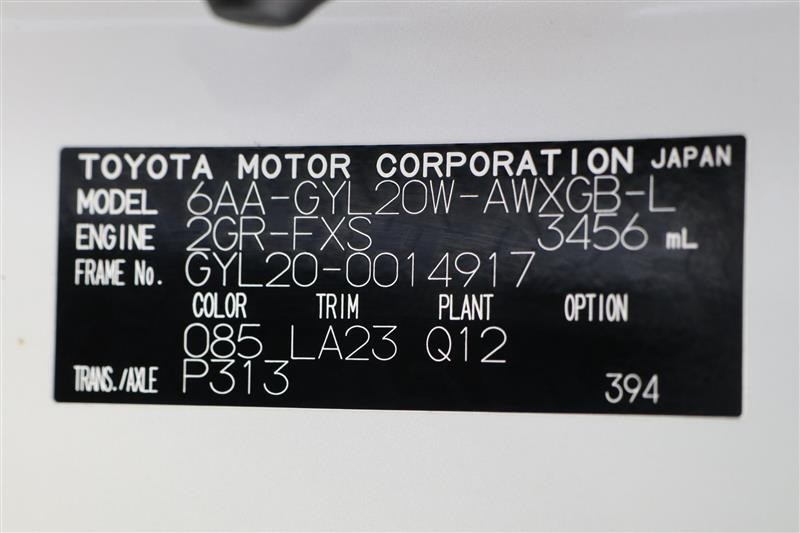 TOYOTA MOTOR CORPORATION JAPAN
MODEL 6AA-GYL20W-AWXGB-L
ENGINE 2GR-FXS 3456 mL
FRAME No. GYL20-0014917
COLOR TRIM PLANT OPTION
085 LA23 Q12
TRANS./AXLE P313 394